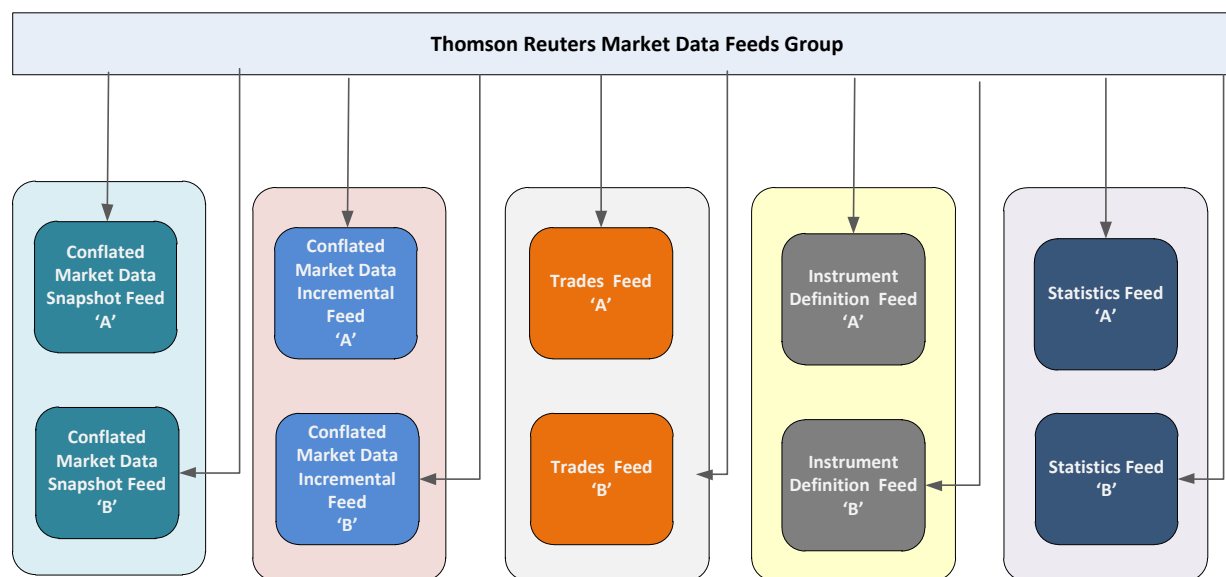 Thomson Reuters Market Data Feeds Group
Conflated
Market Data
Snapshot Feed
‘A’
Conflated
Market Data
Incremental
Feed
‘A’
Trades Feed
‘A’
Instrument
Definition Feed
‘A’
Statistics Feed
‘A’
Conflated
Market Data
Snapshot Feed
‘B’
Conflated
Market Data
Incremental
Feed
‘B’
Trades Feed
‘B’
Instrument
Definition Feed
‘B’
Statistics Feed
‘B’